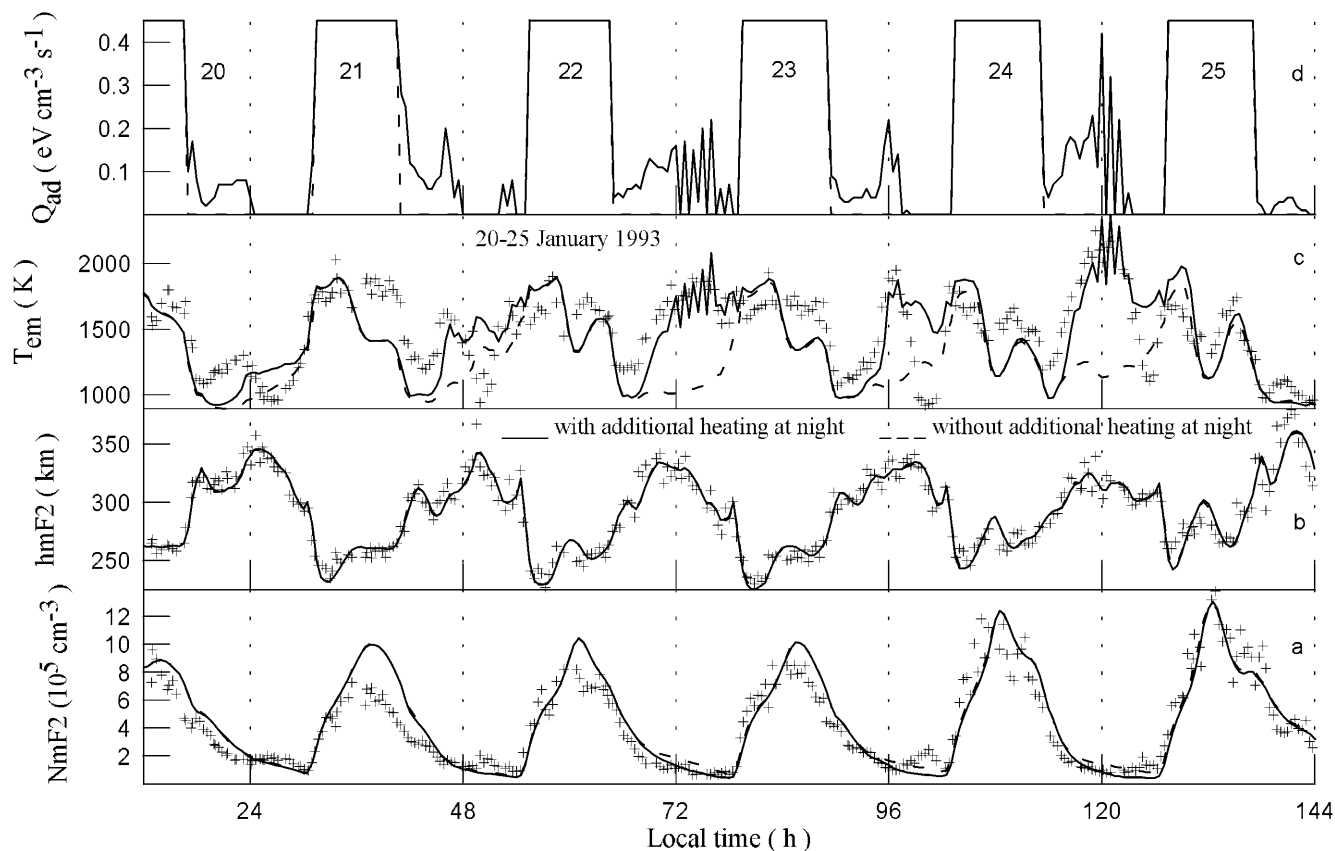 Q_ad ( eV cm⁻³ s⁻¹ )
0.4
0.3
0.2
0.1
20 21 22 23 24 25 d
T_em ( K )
2000
1500
1000
20-25 January 1993
c
hmF2 ( km )
350
300
250
with additional heating at night without additional heating at night
b
NmF2 (10⁵ cm⁻³)
12
10
8
6
4
2
a
24 48 72 96 120 144
Local time ( h )